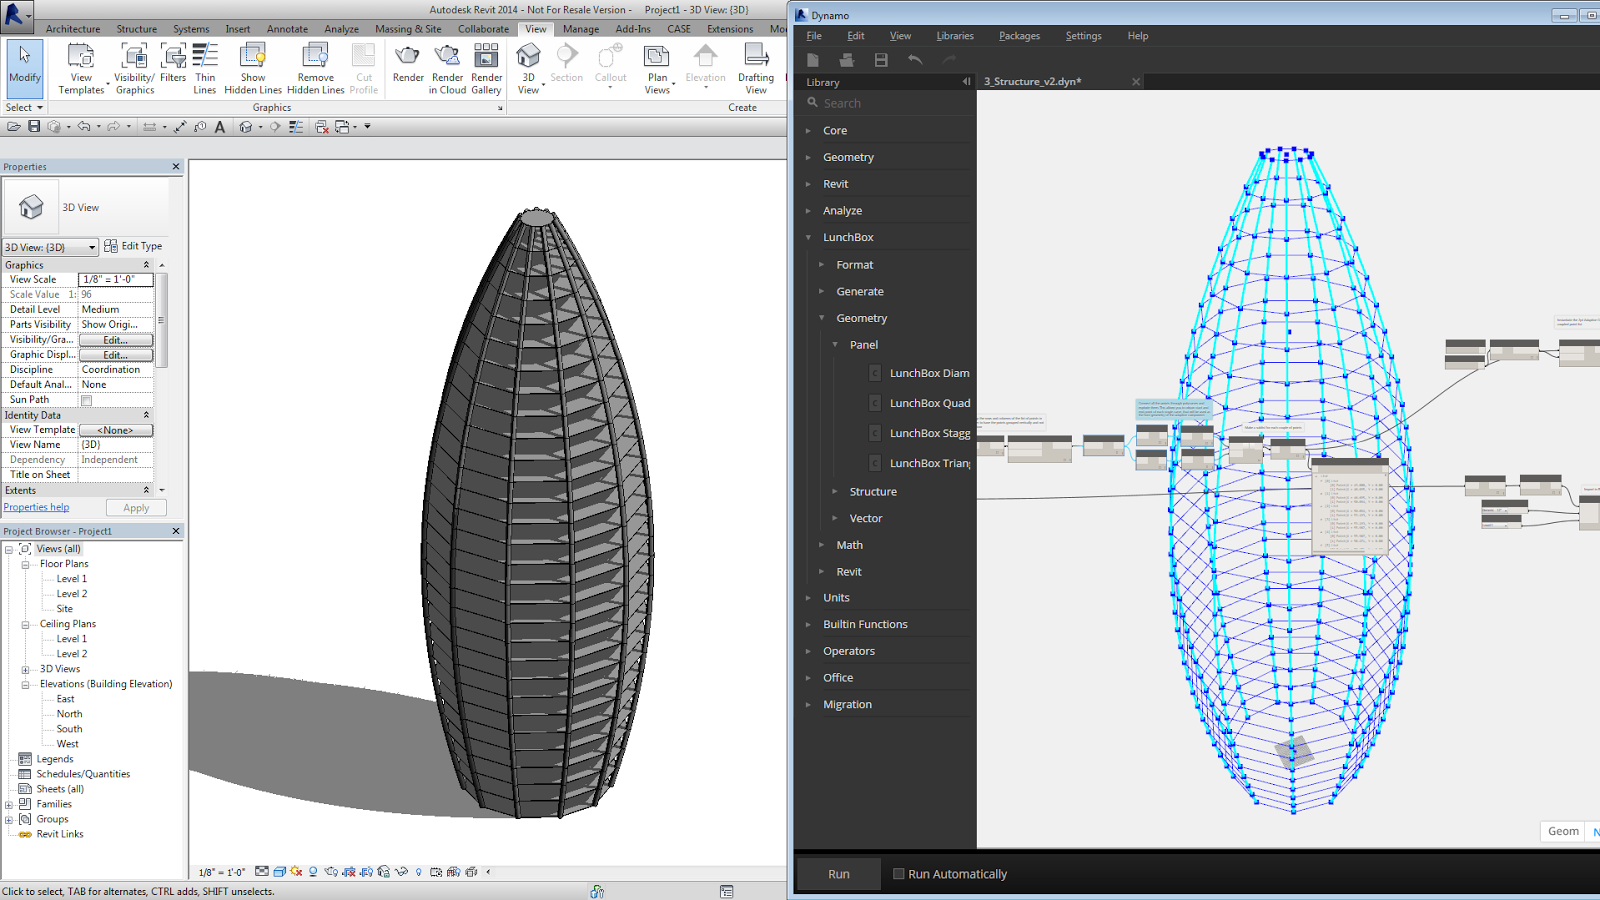 Autodesk Revit 2014 - Not For Resale Version - Project1 - 3D View: {3D}
Architecture Structure Systems Insert Annotate Analyze Massing & Site Collaborate View Manage Add-Ins CASE Extensions Mo
Modify
View Templates
Visibility/ Graphics
Filters
Thin Lines
Show Hidden Lines
Remove Hidden Lines
Cut Profile
Render
Render in Cloud
Render Gallery
3D View
Section
Callout
Plan Views
Elevation
Drafting View
Select
Graphics
Create
Properties
3D View
3D View: {3D}
Edit Type
Graphics
View Scale 1/8" = 1'-0"
Scale Value 1: 96
Detail Level Medium
Parts Visibility Show Origi...
Visibility/Gra... Edit...
Graphic Displ... Edit...
Discipline Coordination
Default Anal... None
Sun Path
Identity Data
View Template <None>
View Name {3D}
Dependency Independent
Title on Sheet
Extents
Properties help
Apply
Project Browser - Project1
Views (all)
Floor Plans
Level 1
Level 2
Site
Ceiling Plans
Level 1
Level 2
3D Views
Elevations (Building Elevation)
East
North
South
West
Legends
Schedules/Quantities
Sheets (all)
Families
Groups
Revit Links
1/8" = 1'-0"
Click to select, TAB for alternates, CTRL adds, SHIFT unselects.
Dynamo
File Edit View Libraries Packages Settings Help
Library
3_Structure_v2.dyn*
Search
Core
Geometry
Revit
Analyze
LunchBox
Format
Generate
Geometry
Panel
LunchBox Diam
LunchBox Quad
LunchBox Stagg
LunchBox Triang
Structure
Vector
Math
Revit
Units
BuiltIn Functions
Operators
Office
Migration
Geom
N
Run
Run Automatically